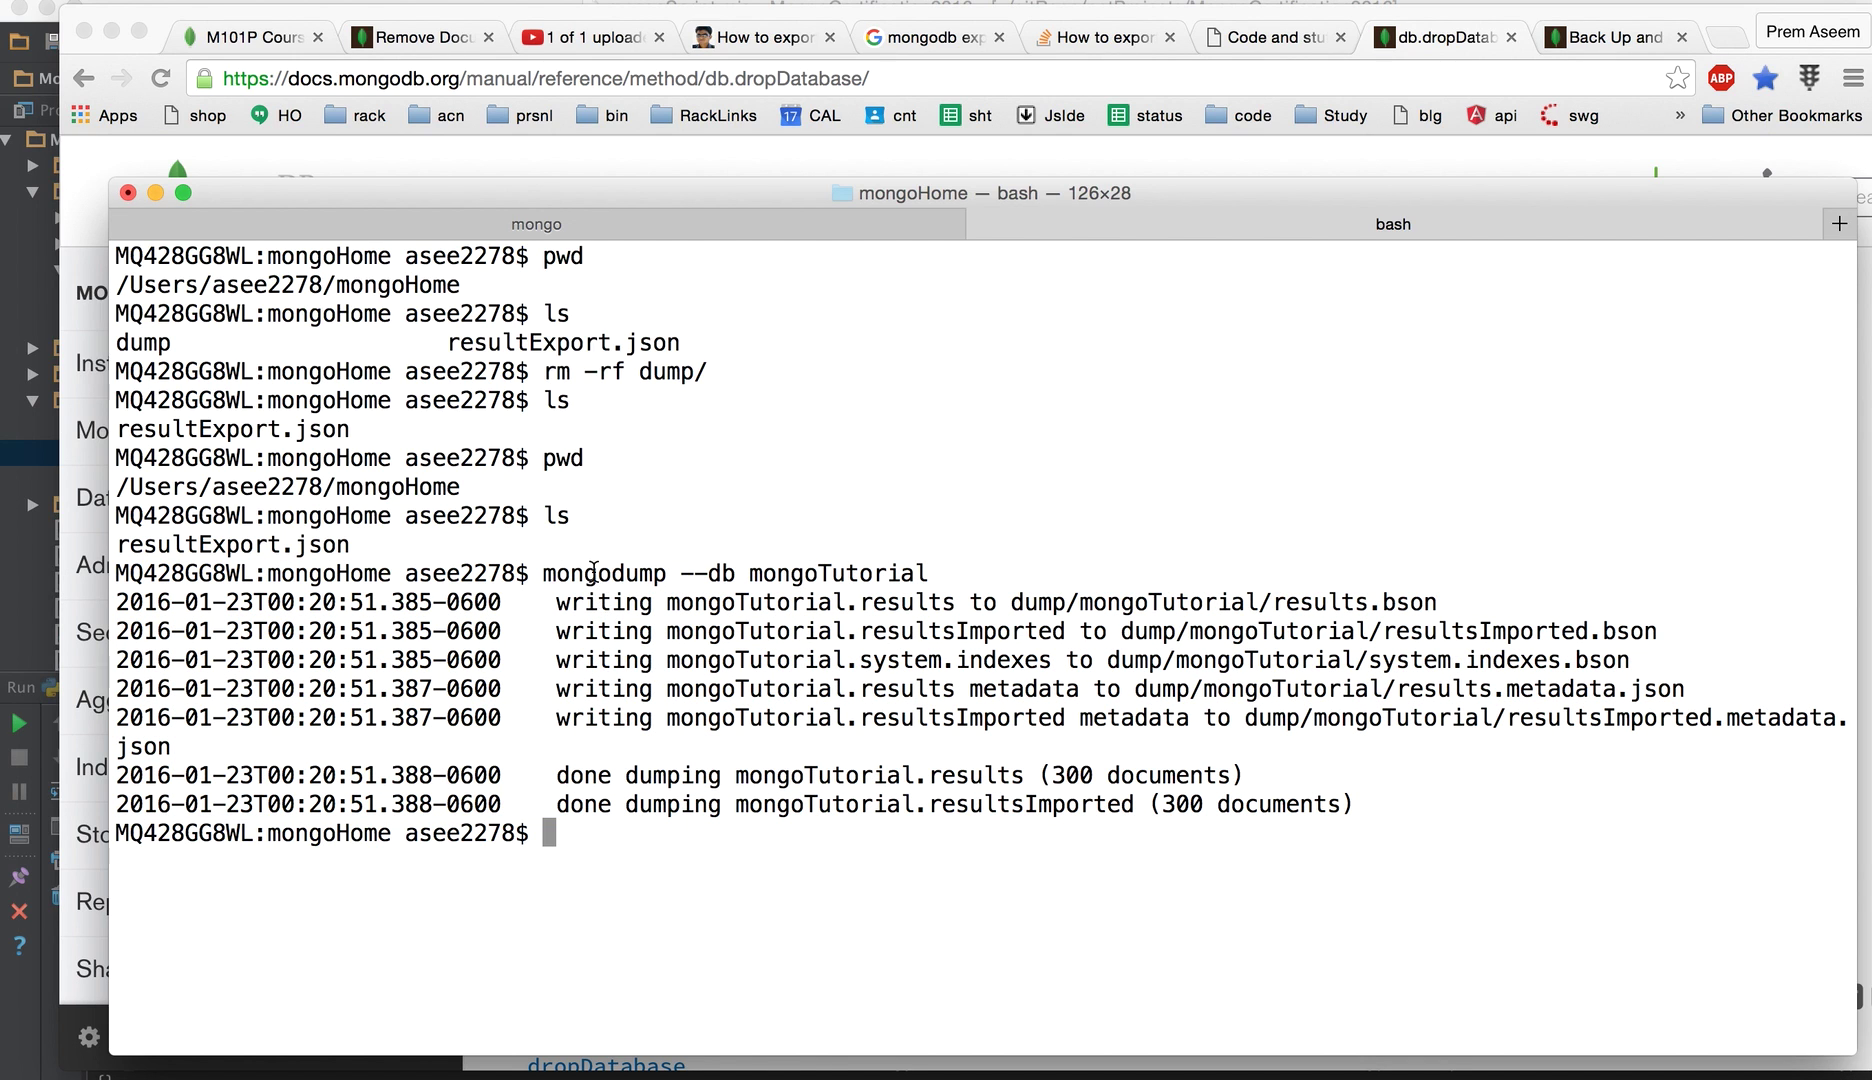 Prem Aseem
M101P Cours
Remove Docu
1 of 1 upload
How to expor
mongodb exp
How to expor
Code and stu
db.dropDatab
Back Up and
https://docs.mongodb.org/manual/reference/method/db.dropDatabase/
ABP
Apps
shop
HO
rack
acn
prsnl
bin
RackLinks
17 CAL
cnt
sht
JsIde
status
code
Study
blg
api
swg
»
Other Bookmarks
mongoHome — bash — 126×28
mongo
bash
+
MQ428GG8WL:mongoHome asee2278$ pwd
/Users/asee2278/mongoHome
MQ428GG8WL:mongoHome asee2278$ ls
dump resultExport.json
MQ428GG8WL:mongoHome asee2278$ rm -rf dump/
MQ428GG8WL:mongoHome asee2278$ ls
resultExport.json
MQ428GG8WL:mongoHome asee2278$ pwd
/Users/asee2278/mongoHome
MQ428GG8WL:mongoHome asee2278$ ls
resultExport.json
MQ428GG8WL:mongoHome asee2278$ mongodump --db mongoTutorial
2016-01-23T00:20:51.385-0600 writing mongoTutorial.results to dump/mongoTutorial/results.bson
2016-01-23T00:20:51.385-0600 writing mongoTutorial.resultsImported to dump/mongoTutorial/resultsImported.bson
2016-01-23T00:20:51.385-0600 writing mongoTutorial.system.indexes to dump/mongoTutorial/system.indexes.bson
2016-01-23T00:20:51.387-0600 writing mongoTutorial.results metadata to dump/mongoTutorial/results.metadata.json
2016-01-23T00:20:51.387-0600 writing mongoTutorial.resultsImported metadata to dump/mongoTutorial/resultsImported.metadata.
json
2016-01-23T00:20:51.388-0600 done dumping mongoTutorial.results (300 documents)
2016-01-23T00:20:51.388-0600 done dumping mongoTutorial.resultsImported (300 documents)
MQ428GG8WL:mongoHome asee2278$
MO
Inst
Mo
Dat
Adr
Sec
Run
Agg
Ind
Sto
Rep
Sha
dropDatabase